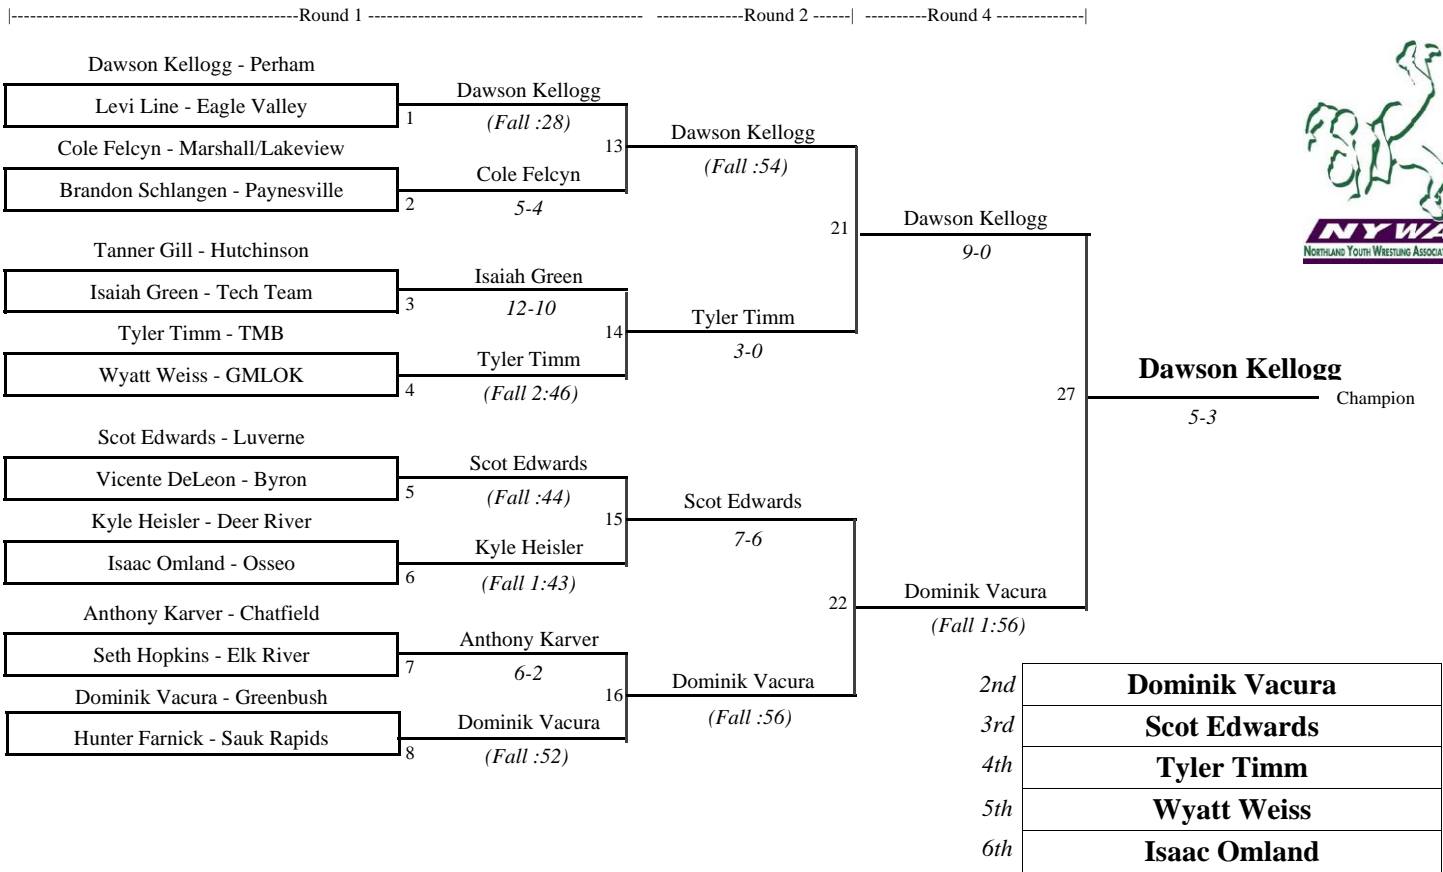 |----------------------------------------------Round 1 -------------------------------------------- --------------Round 2 ------| ----------Round 4 --------------|
Dawson Kellogg - Perham
Levi Line - Eagle Valley
1
Dawson Kellogg
(Fall :28)
Cole Felcyn - Marshall/Lakeview
Brandon Schlangen - Paynesville
2
Cole Felcyn
5-4
13
Dawson Kellogg
(Fall :54)
Tanner Gill - Hutchinson
Isaiah Green - Tech Team
3
Isaiah Green
12-10
Tyler Timm - TMB
Wyatt Weiss - GMLOK
4
Tyler Timm
(Fall 2:46)
14
Tyler Timm
3-0
21
Dawson Kellogg
9-0
Scot Edwards - Luverne
Vicente DeLeon - Byron
5
Scot Edwards
(Fall :44)
Kyle Heisler - Deer River
Isaac Omland - Osseo
6
Kyle Heisler
(Fall 1:43)
15
Scot Edwards
7-6
Anthony Karver - Chatfield
Seth Hopkins - Elk River
7
Anthony Karver
6-2
Dominik Vacura - Greenbush
Hunter Farnick - Sauk Rapids
8
Dominik Vacura
(Fall :52)
16
Dominik Vacura
(Fall :56)
22
Dominik Vacura
(Fall 1:56)
27
Dawson Kellogg
Champion
5-3
NYWA
NORTHLAND YOUTH WRESTLING
2nd Dominik Vacura
3rd Scot Edwards
4th Tyler Timm
5th Wyatt Weiss
6th Isaac Omland